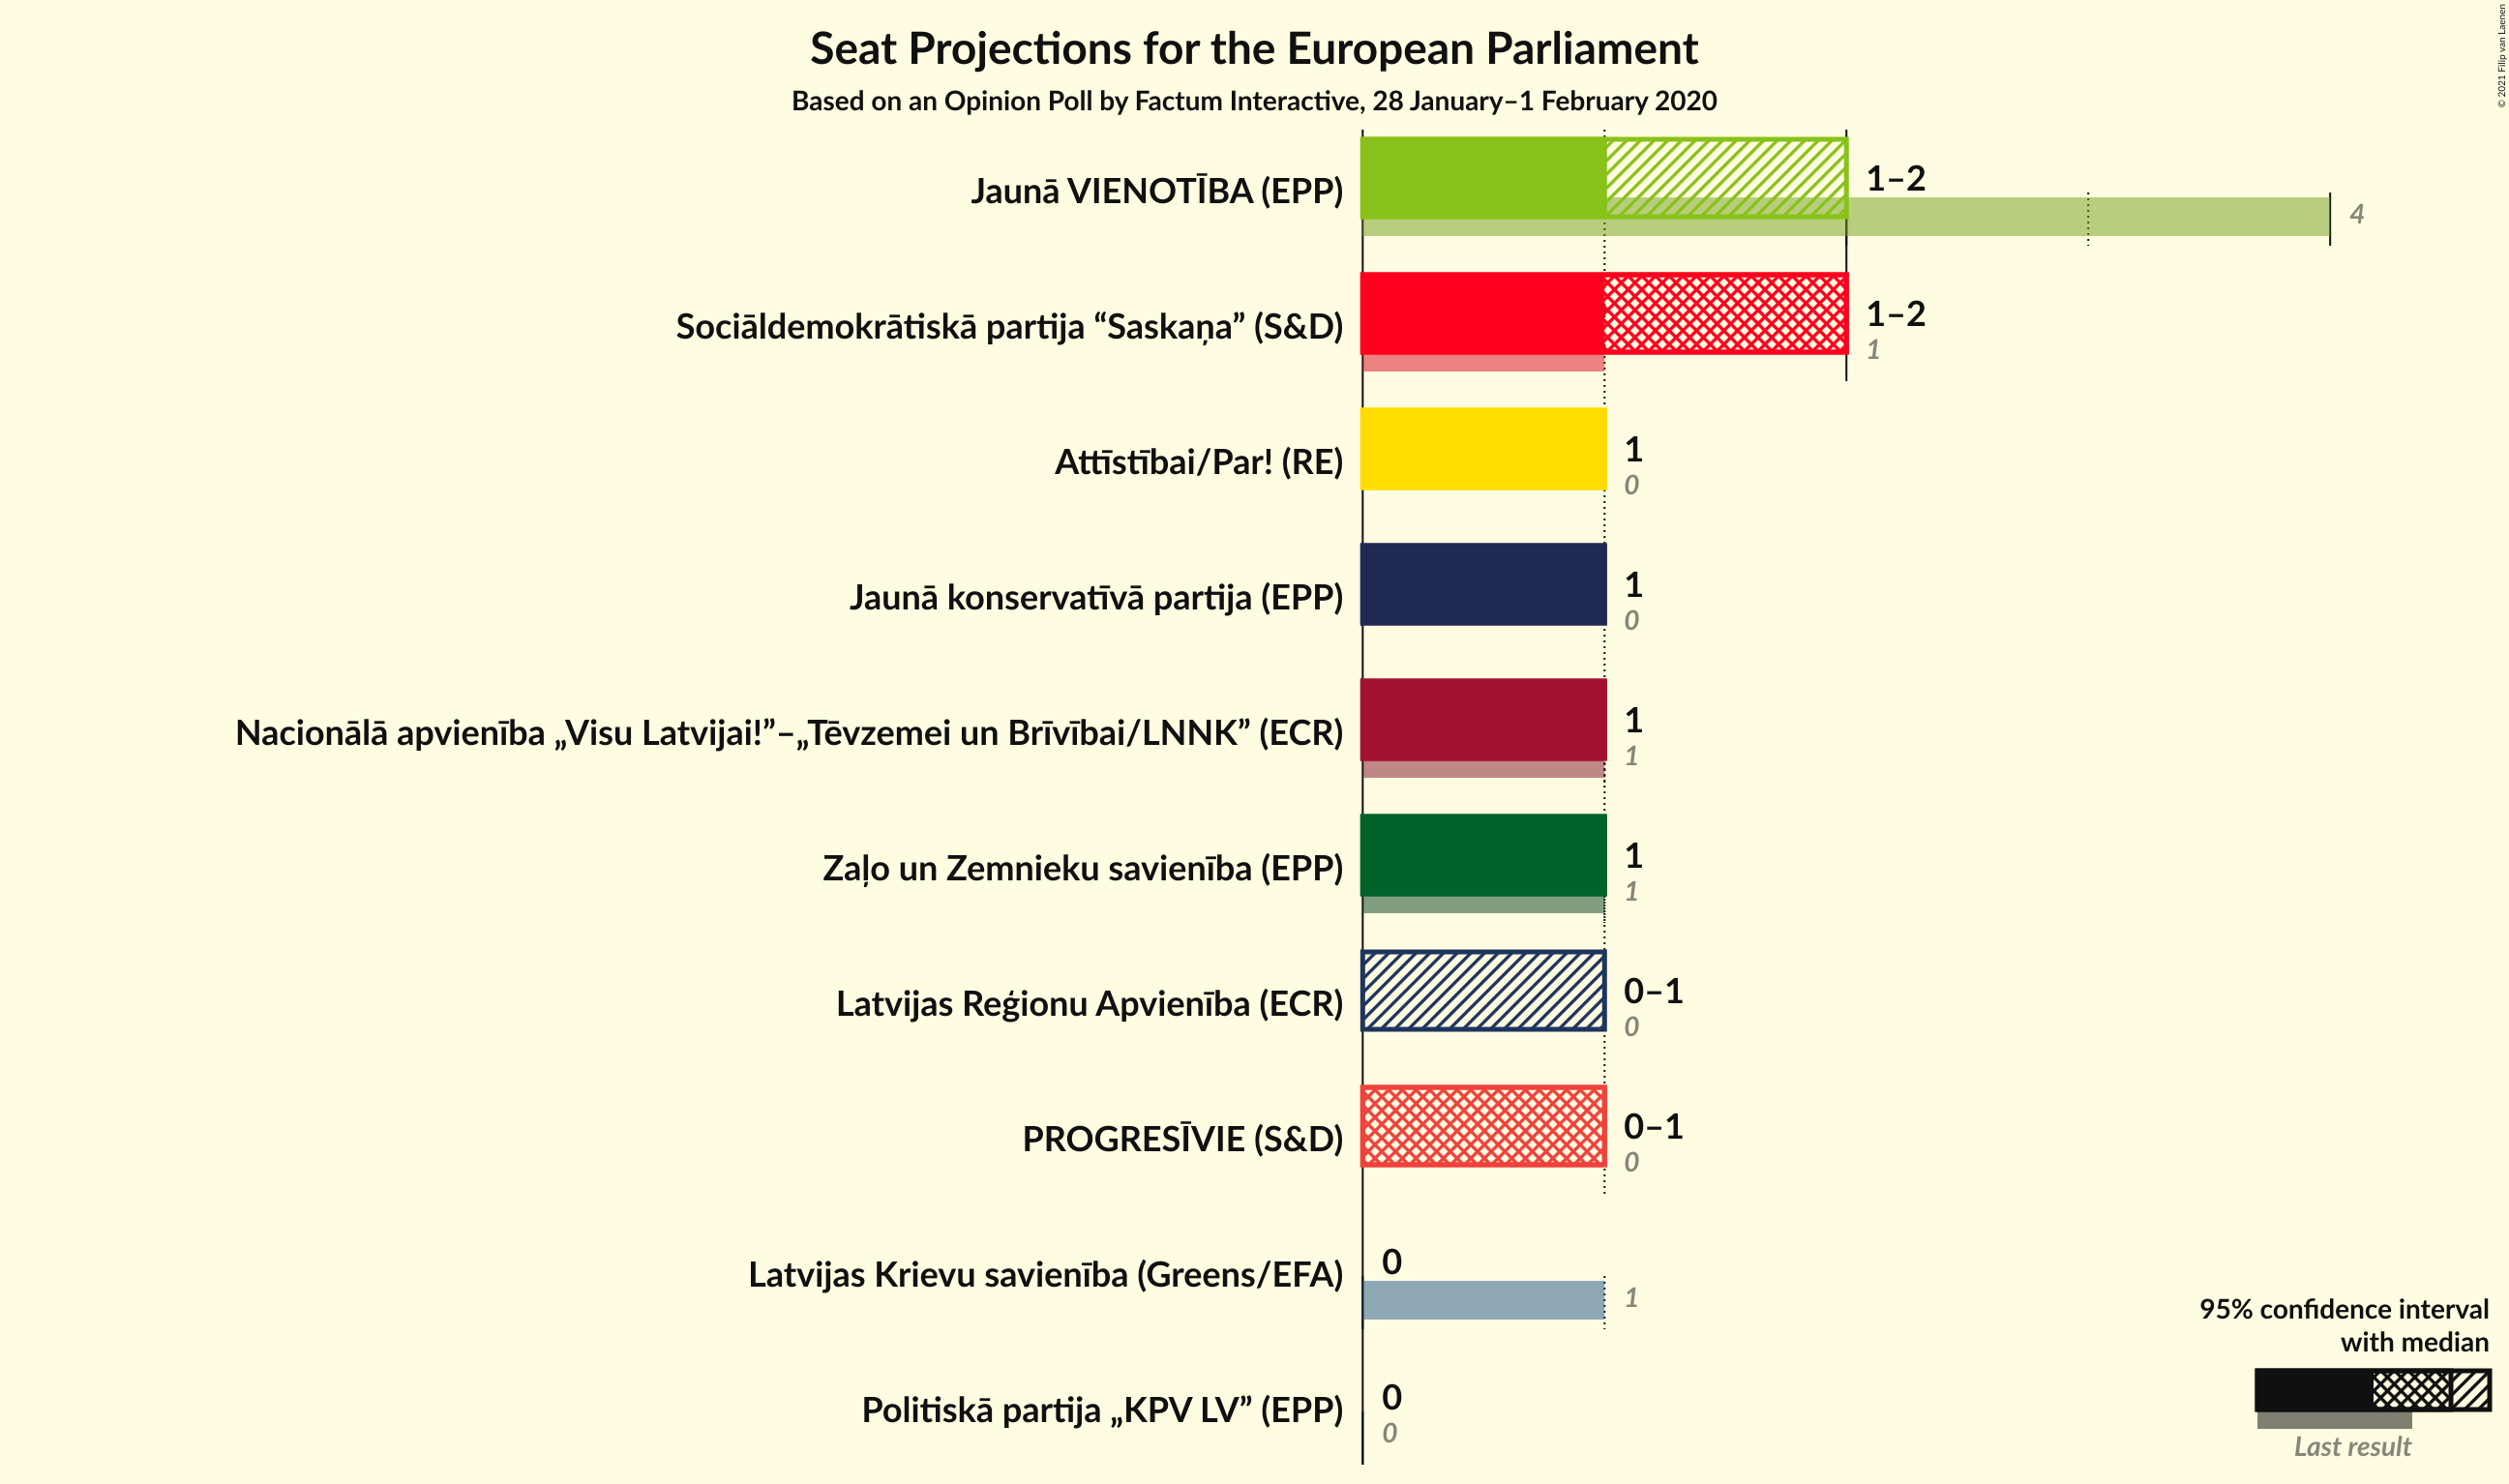 Seat Projections for the European Parliament
Based on an Opinion Poll by Factum Interactive, 28 January–1 February 2020
© 2021 Filip van Laenen
Jaunā VIENOTĪBA (EPP)
1–2
4
Sociāldemokrātiskā partija “Saskaņa” (S&D)
1–2
1
Attīstībai/Par! (RE)
1
0
Jaunā konservatīvā partija (EPP)
1
0
Nacionālā apvienība „Visu Latvijai!”–„Tēvzemei un Brīvībai/LNNK” (ECR)
1
1
Zaļo un Zemnieku savienība (EPP)
1
1
Latvijas Reģionu Apvienība (ECR)
0–1
0
PROGRESĪVIE (S&D)
0–1
0
Latvijas Krievu savienība (Greens/EFA)
0
1
Politiskā partija „KPV LV” (EPP)
0
0
95% confidence interval
with median
Last result